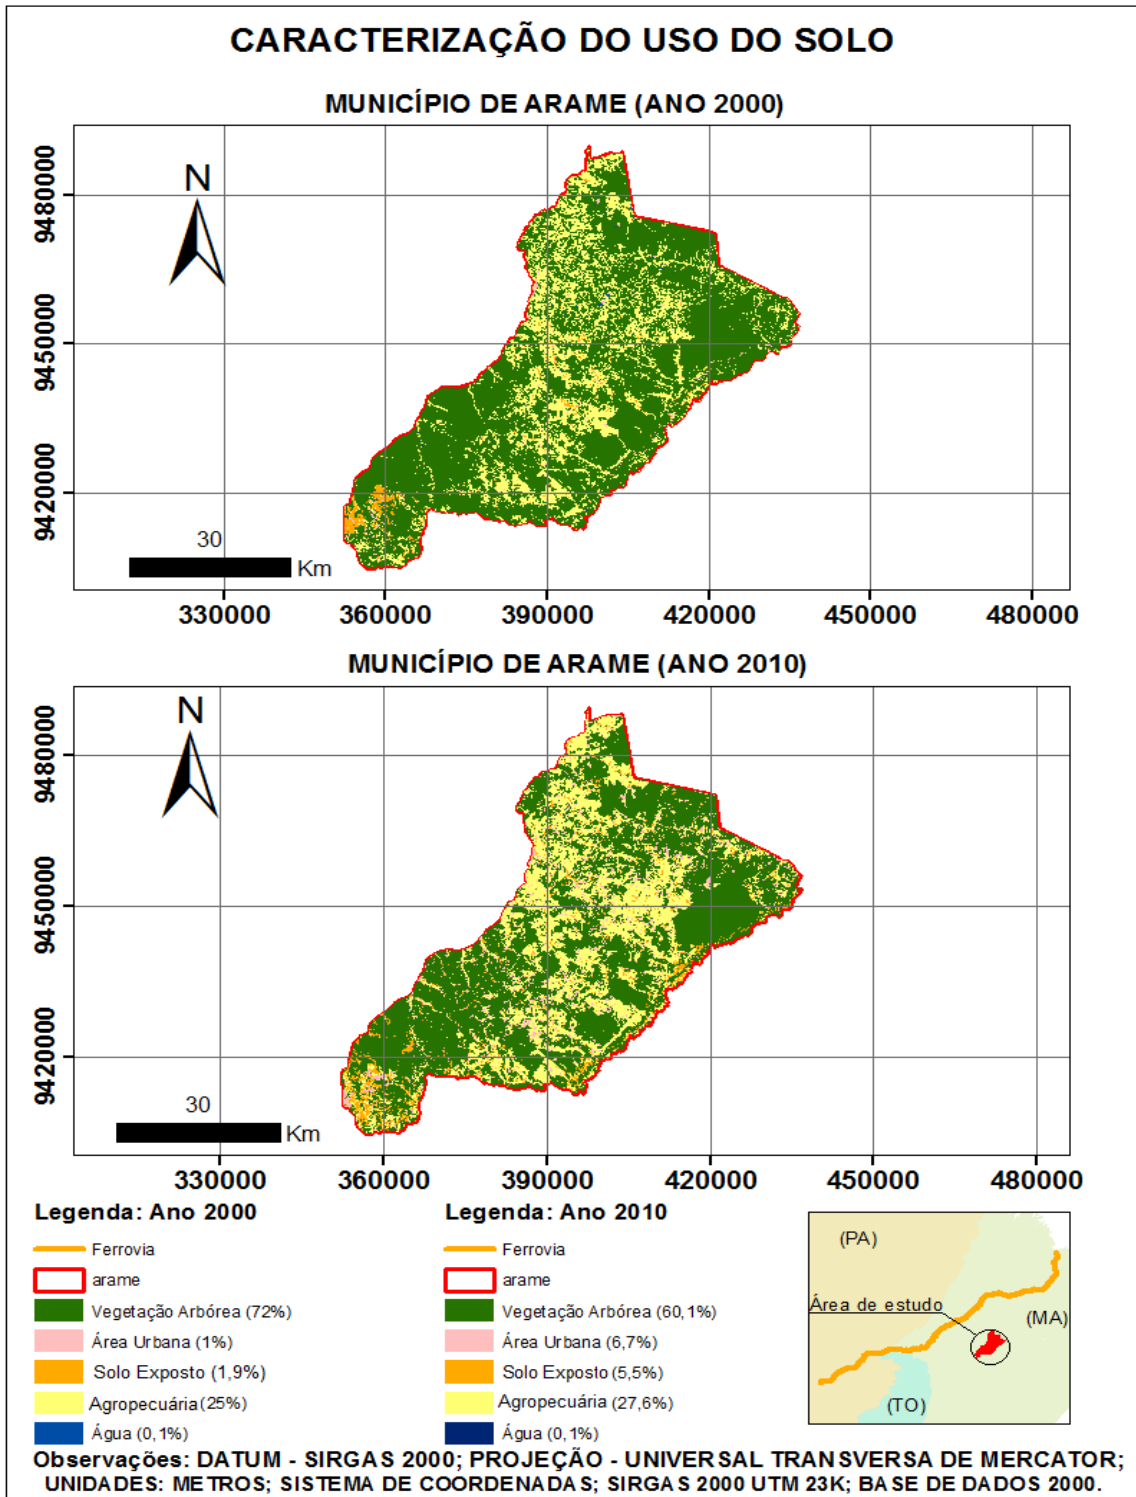 CARACTERIZAÇÃO DO USO DO SOLO
MUNICÍPIO DE ARAME (ANO 2000)
N
9480000
9450000
9420000
30
Km
330000 360000 390000 420000 450000 480000
MUNICÍPIO DE ARAME (ANO 2010)
N
9480000
9450000
9420000
30
Km
330000 360000 390000 420000 450000 480000
Legenda: Ano 2000
Ferrovia
arame
Vegetação Arbórea (72%)
Área Urbana (1%)
Solo Exposto (1,9%)
Agropecuária (25%)
Água (0,1%)
Legenda: Ano 2010
Ferrovia
arame
Vegetação Arbórea (60,1%)
Área Urbana (6,7%)
Solo Exposto (5,5%)
Agropecuária (27,6%)
Água (0,1%)
(PA)
Área de estudo
(MA)
(TO)
Observações: DATUM - SIRGAS 2000; PROJEÇÃO - UNIVERSAL TRANSVERSA DE MERCATOR;
UNIDADES: METROS; SISTEMA DE COORDENADAS; SIRGAS 2000 UTM 23K; BASE DE DADOS 2000.